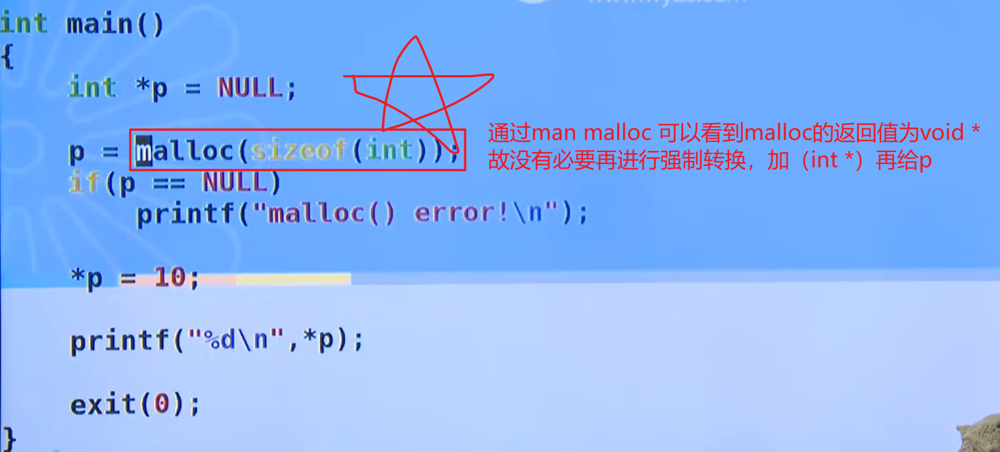 int main()
{
int *p = NULL;
p = malloc(sizeof(int));
通过man malloc 可以看到malloc的返回值为void *
故没有必要再进行强制转换，加（int *）再给p
if(p == NULL)
printf("malloc() error!\n");
*p = 10;
printf("%d\n",*p);
exit(0);
}